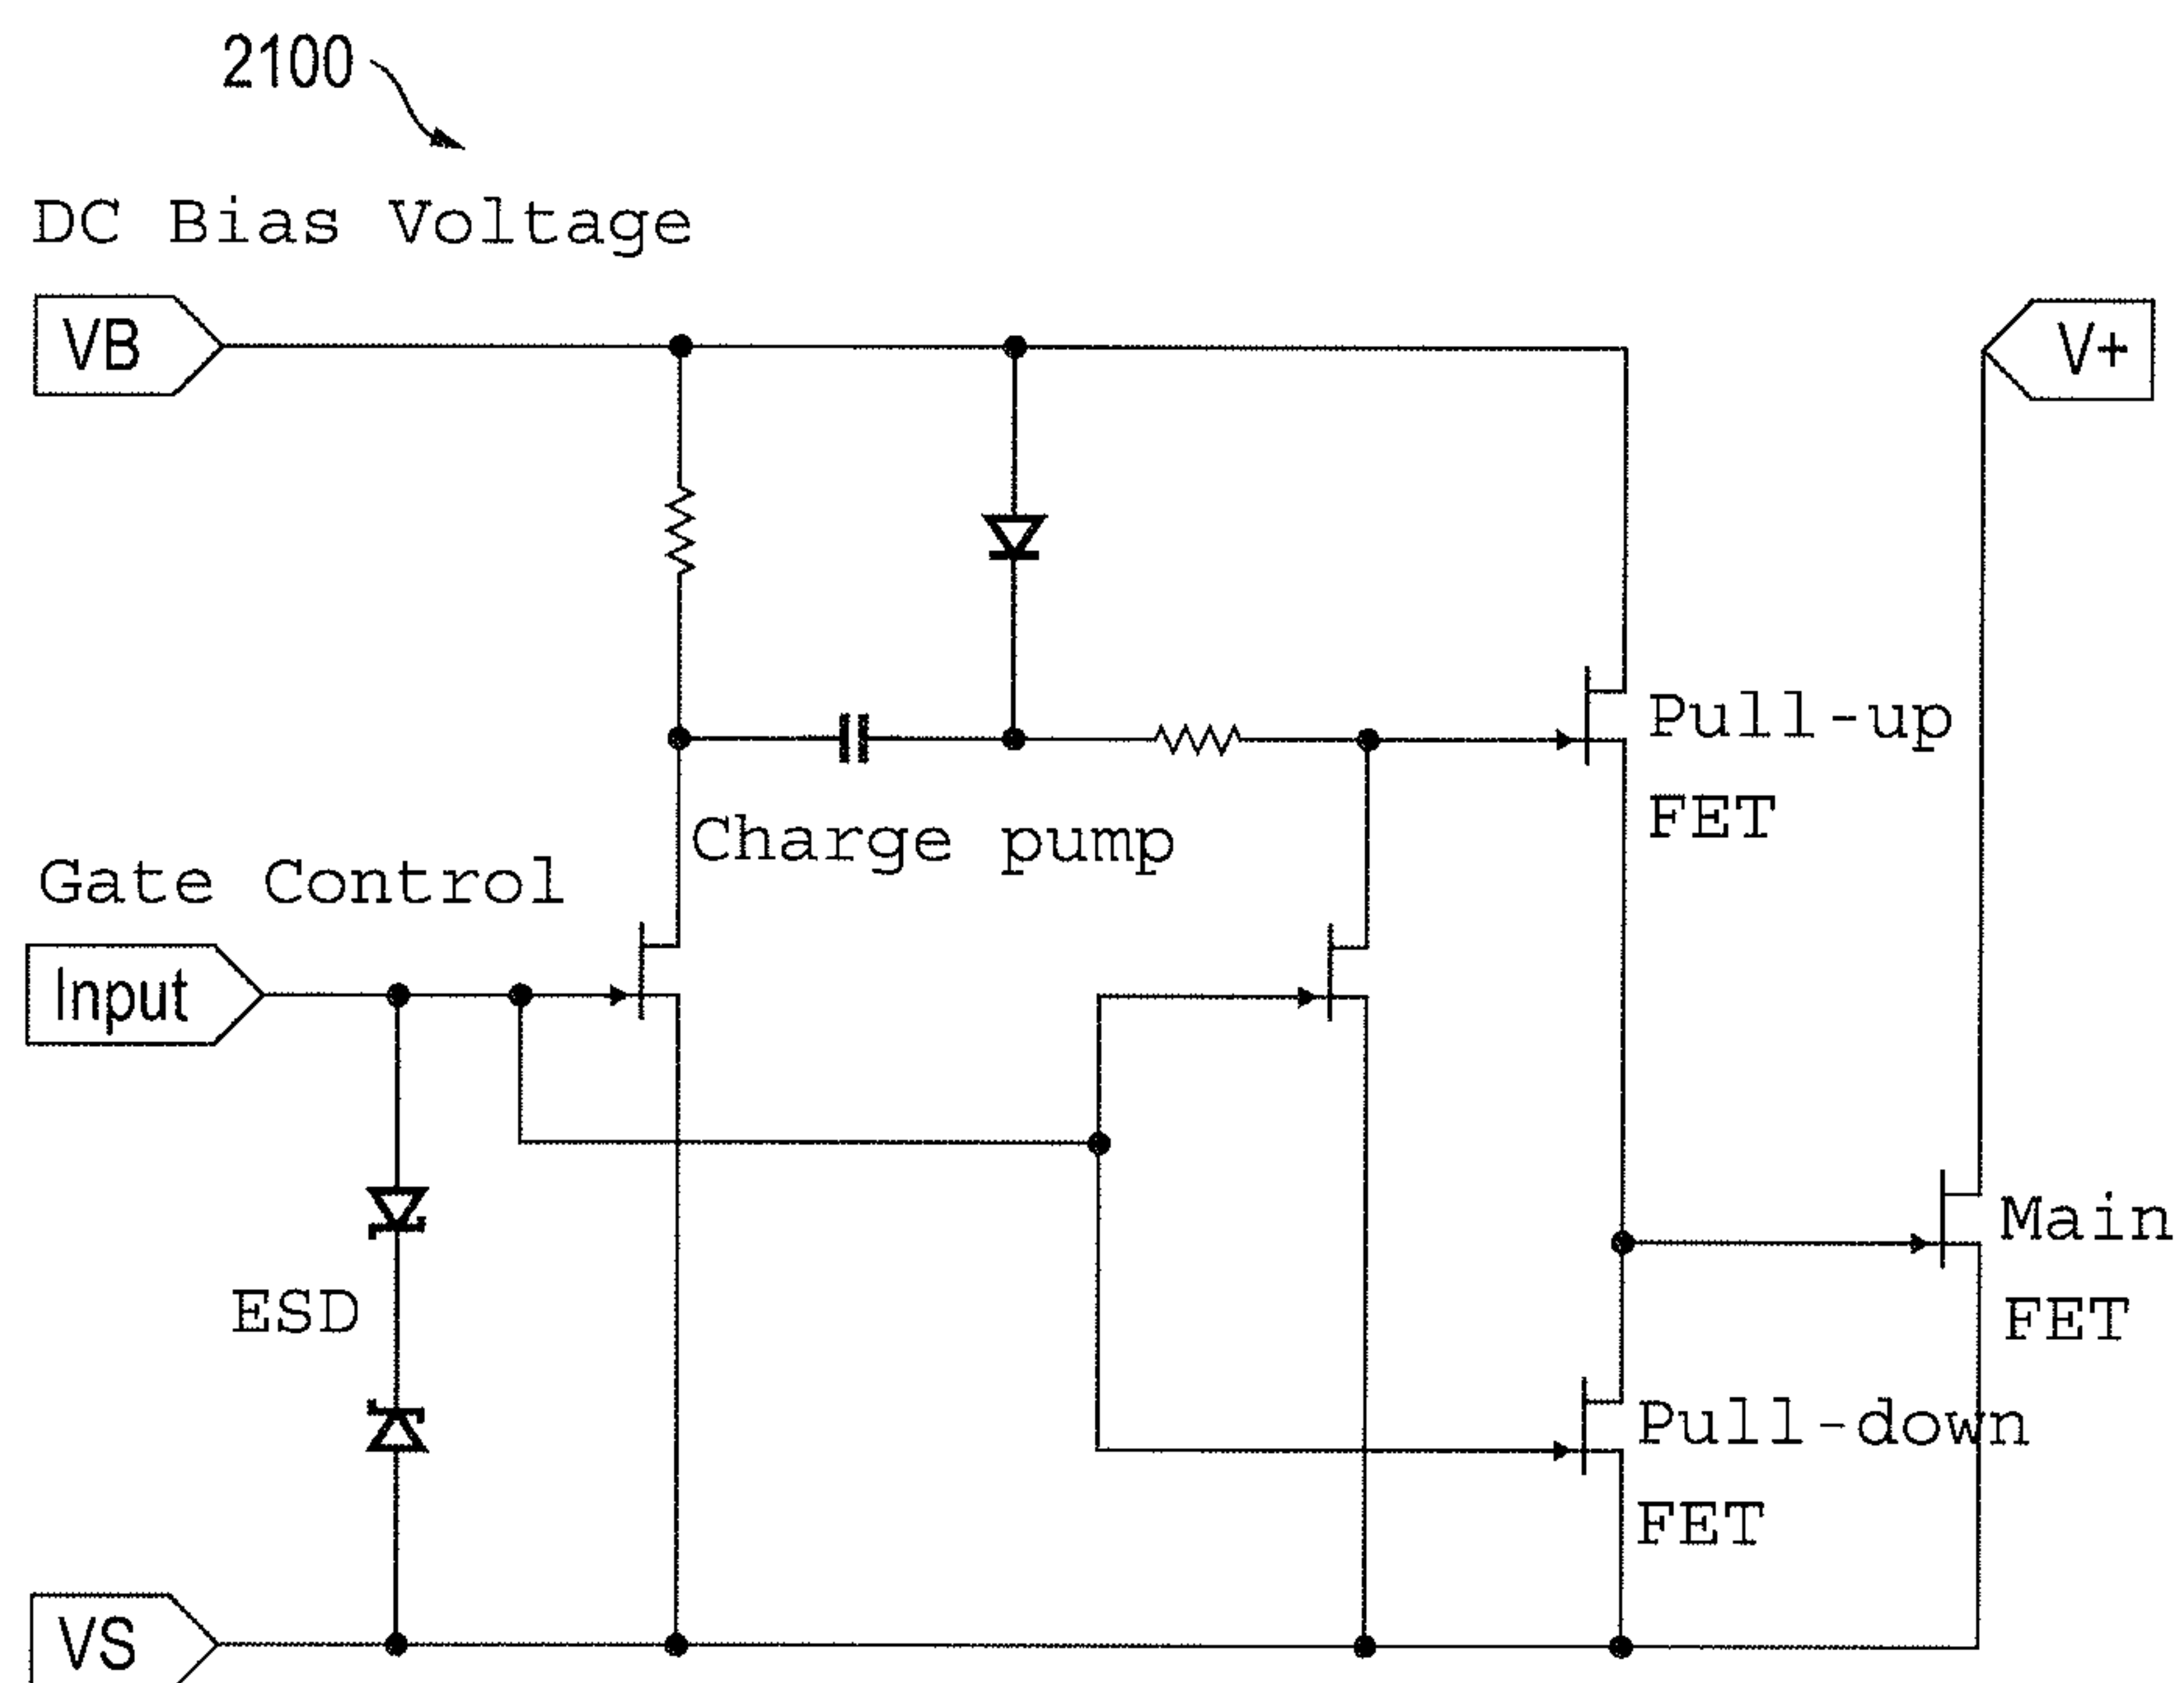 2100
DC Bias Voltage
VB
V+
Pull-up
FET
Charge pump
Gate Control
Input
Main
FET
ESD
Pull-down
FET
VS